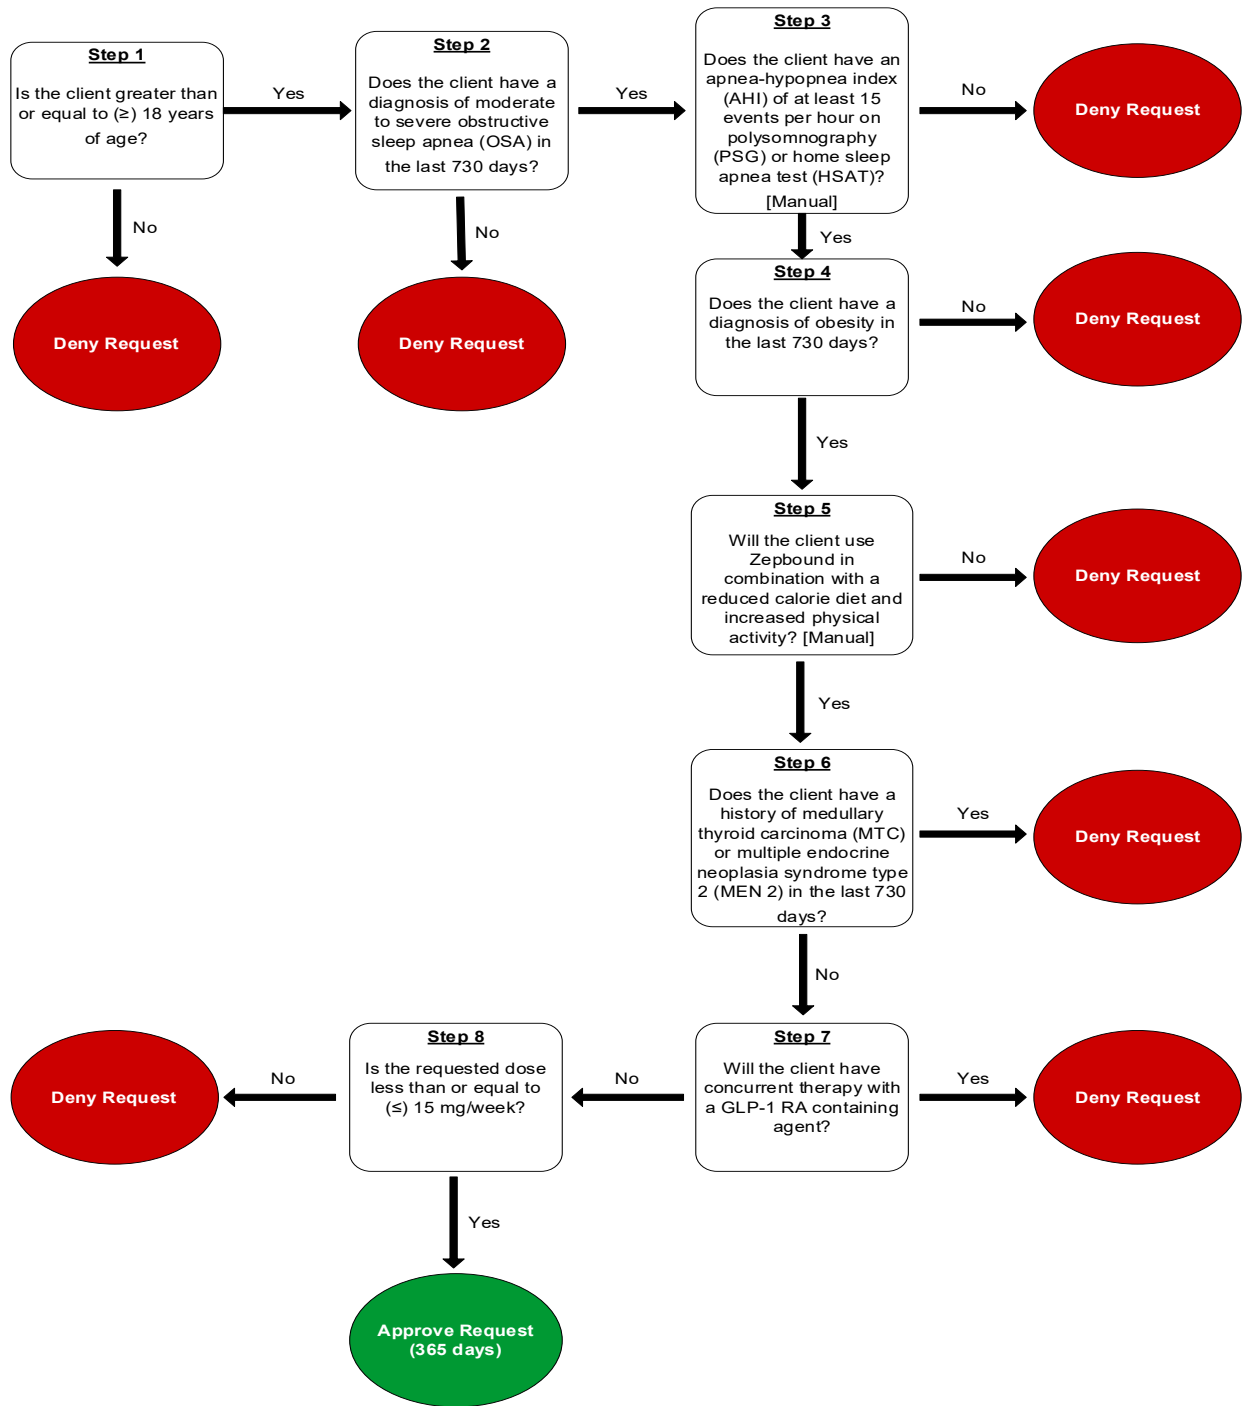 Step 1
Is the client greater than
or equal to (≥) 18 years
of age?
Yes
No
Deny Request
Step 2
Does the client have a
diagnosis of moderate
to severe obstructive
sleep apnea (OSA) in
the last 730 days?
Yes
No
Deny Request
Step 3
Does the client have an
apnea-hypopnea index
(AHI) of at least 15
events per hour on
polysomnography
(PSG) or home sleep
apnea test (HSAT)?
[Manual]
No
Deny Request
Yes
Step 4
Does the client have a
diagnosis of obesity in
the last 730 days?
No
Deny Request
Yes
Step 5
Will the client use
Zepbound in
combination with a
reduced calorie diet and
increased physical
activity? [Manual]
No
Deny Request
Yes
Step 6
Does the client have a
history of medullary
thyroid carcinoma (MTC)
or multiple endocrine
neoplasia syndrome type
2 (MEN 2) in the last 730
days?
Yes
Deny Request
No
Step 7
Will the client have
concurrent therapy with
a GLP-1 RA containing
agent?
Yes
Deny Request
No
Step 8
Is the requested dose
less than or equal to
(≤) 15 mg/week?
No
Deny Request
Yes
Approve Request
(365 days)